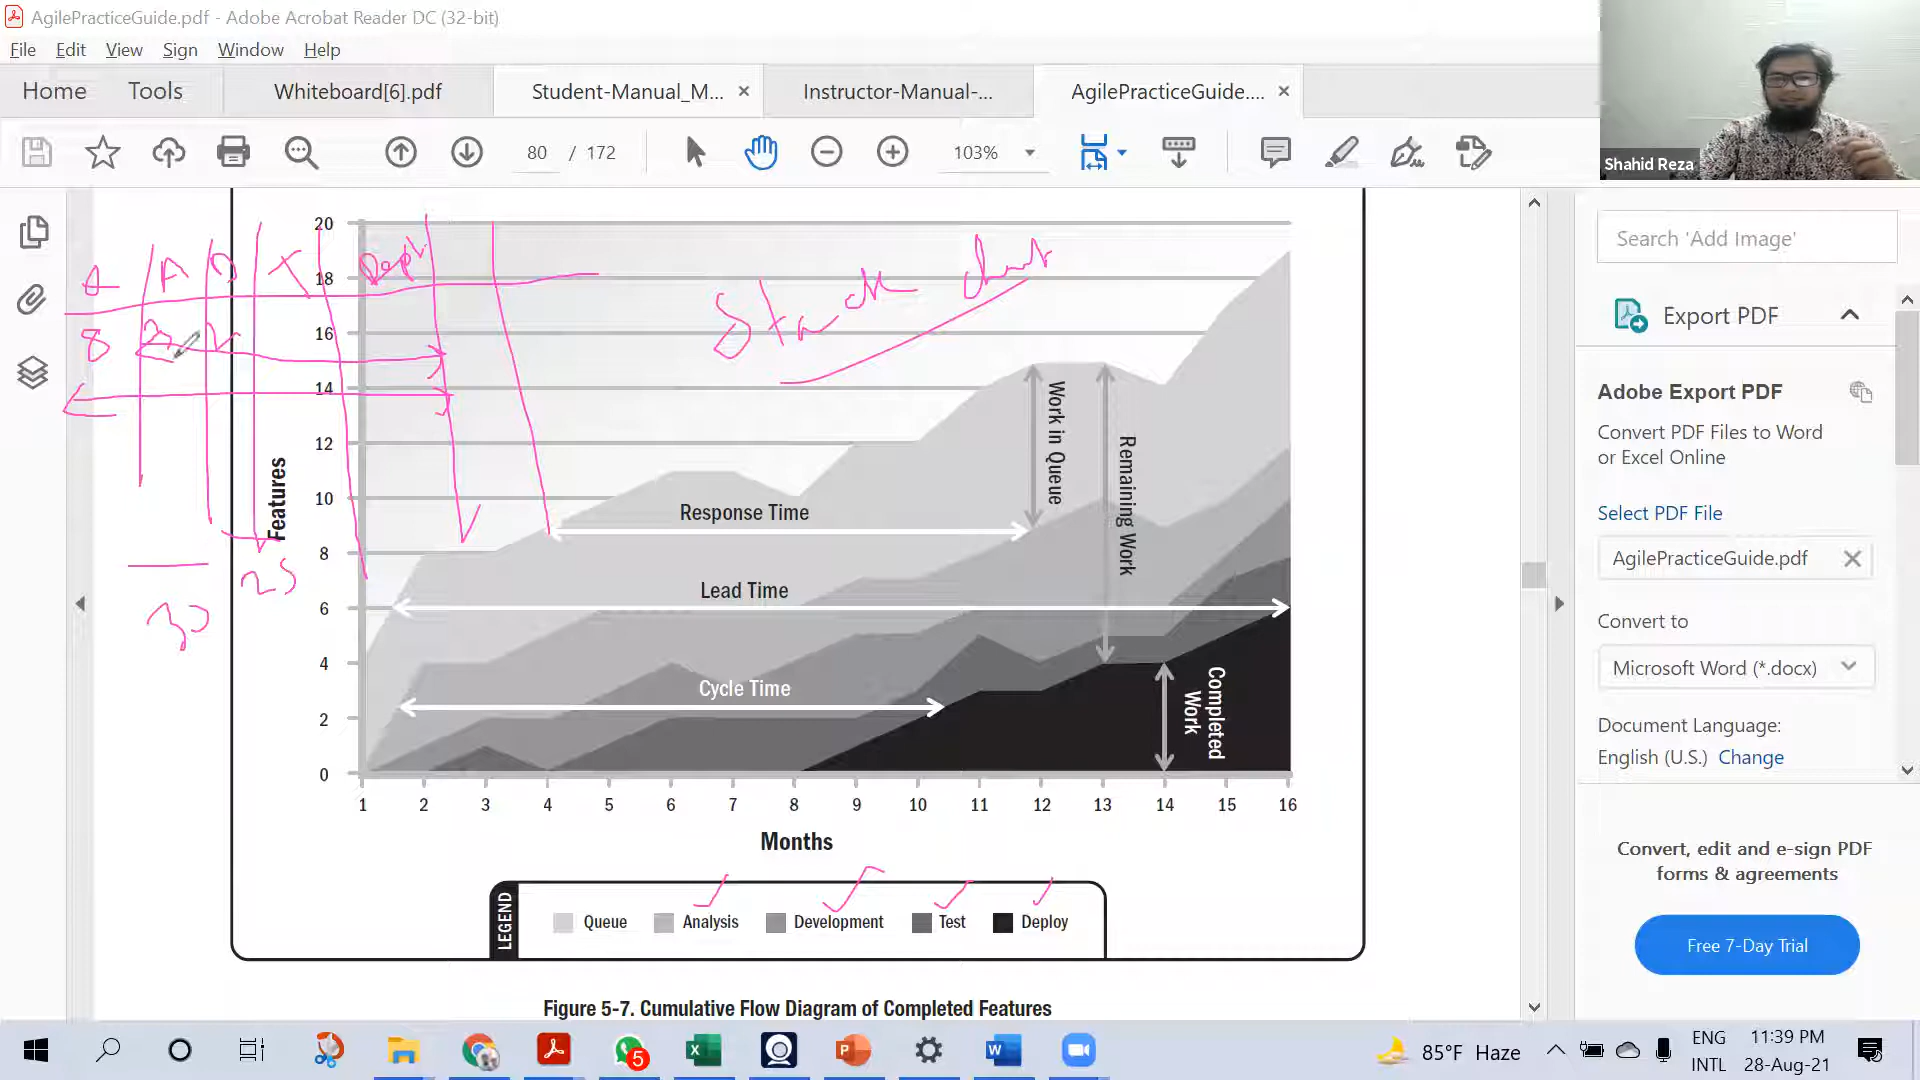 AgilePracticeGuide.pdf - Adobe Acrobat Reader DC (32-bit)
File Edit View Sign Window Help
Home Tools Whiteboard[6].pdf Student-Manual_M... Instructor-Manual-... AgilePracticeGuide....
80 / 172 103%
Shahid Reza
Search 'Add Image'
Export PDF
Adobe Export PDF
Convert PDF Files to Word
or Excel Online
Select PDF File
AgilePracticeGuide.pdf
Convert to
Microsoft Word (*.docx)
Document Language:
English (U.S.) Change
Convert, edit and e-sign PDF
forms & agreements
Free 7-Day Trial
20
18
16
14
12
10
8
6
4
2
0
Features
A D T
8
25
30
Work in Queue
Remaining Work
Response Time
Lead Time
Cycle Time
Completed
Work
1 2 3 4 5 6 7 8 9 10 11 12 13 14 15 16
Months
LEGEND
Queue Analysis Development Test Deploy
Figure 5-7. Cumulative Flow Diagram of Completed Features
5
85°F Haze
ENG
INTL
11:39 PM
28-Aug-21